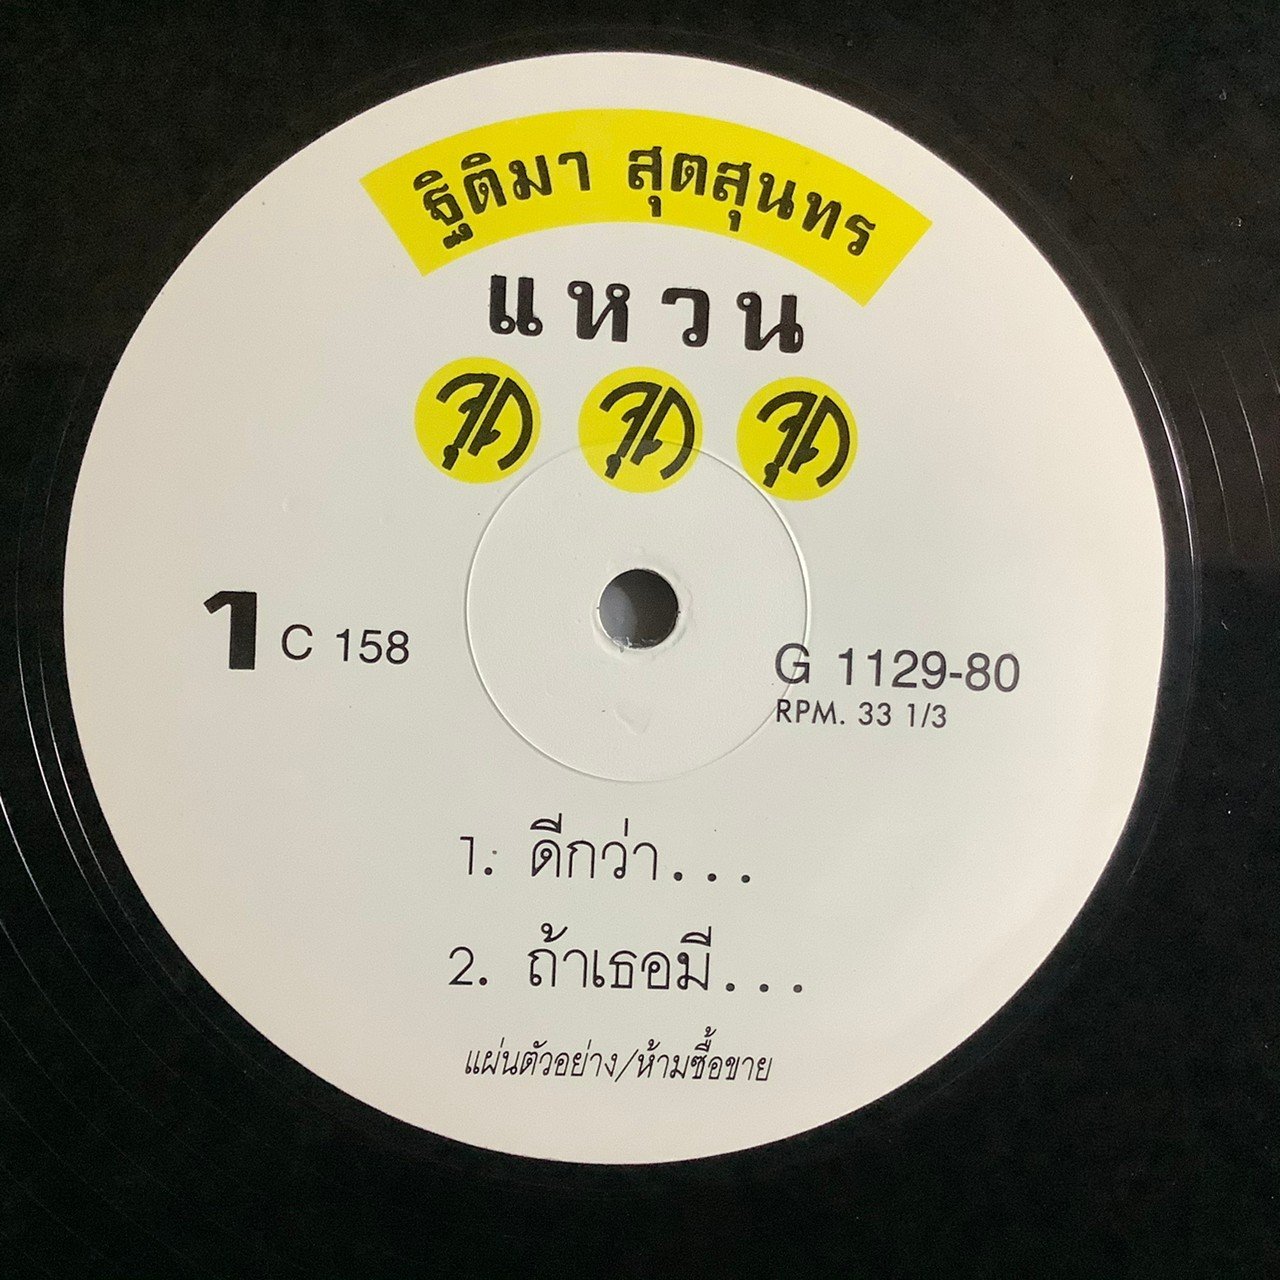 ฐิติมา สุตสุนทร
แหวน
1 C 158
G 1129-80
RPM. 33 1/3
1. ดีกว่า...
2. ถ้าเธอมี...
แผ่นตัวอย่าง/ห้ามซื้อขาย